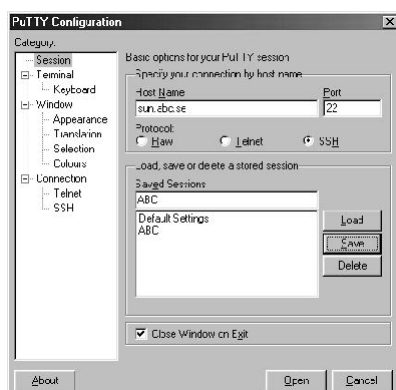 PuTTY Configuration
Category:
Session
Terminal
Keyboard
Window
Appearance
Translation
Selection
Colours
Connection
Telnet
SSH
Basic options for your PuTTY session
Specify your connection by host name
Host Name
Port
sun.abc.se
22
Protocol:
Raw
Telnet
SSH
Load, save or delete a stored session
Saved Sessions
ABC
Default Settings
ABC
Load
Save
Delete
Close Window on Exit
About
Open
Cancel